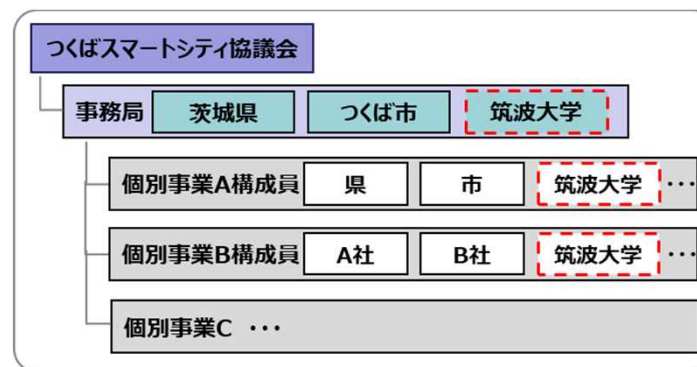 つくばスマートシティ協議会
事務局 茨城県 つくば市 筑波大学
個別事業A構成員 県 市 筑波大学 ･･･
個別事業B構成員 A社 B社 筑波大学 ･･･
個別事業C ･･･